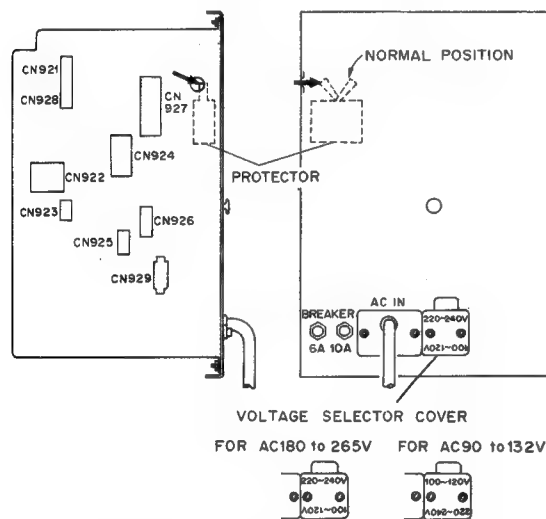 CN921
CN928
CN
927
NORMAL POSITION
CN924
CN922
PROTECTOR
CN923
CN926
CN925
CN929
AC IN
BREAKER
6A 10A
220~240V
100~120V
VOLTAGE SELECTOR COVER
FOR AC180 to 265V
FOR AC90 to 132V
220~240V
100~120V
100~120V
220~240V